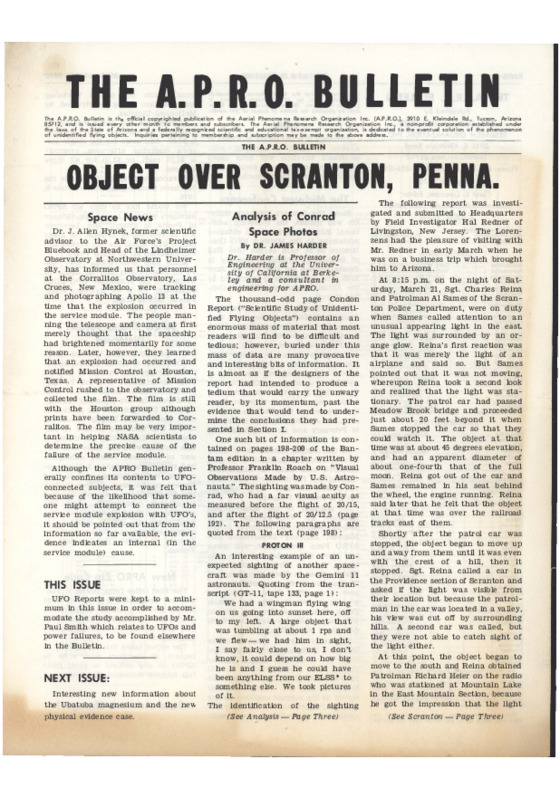 THE A.P.R.O. BULLETIN
The A.P.R.O. Bulletin is the official copyrighted publication of the Aerial Phenomena Research Organization Inc. (A.P.R.O.), 3910 E. Kleindale Rd., Tucson, Arizona
85712, and is issued every other month to members and subscribers. The Aerial Phenomena Research Organization Inc., a non-profit corporation established under
the laws of the State of Arizona and a federally recognized scientific and educational tax-exempt organization, is dedicated to the eventual solution of the phenomenon
of unidentified flying objects. Inquiries pertaining to membership and subscription may be made to the above address.
THE A.P.R.O. BULLETIN
OBJECT OVER SCRANTON, PENNA.
Space News
Dr. J. Allen Hynek, former scientific
advisor to the Air Force's Project
Bluebook and Head of the Lindheimer
Observatory at Northwestern Univer-
sity, has informed us that personnel
at the Corralitos Observatory, Las
Cruces, New Mexico, were tracking
and photographing Apollo 13 at the
time that the explosion occurred in
the service module. The people man-
ning the telescope and camera at first
merely thought that the spaceship
had brightened momentarily for some
reason. Later, however, they learned
that an explosion had occurred and
notified Mission Control at Houston,
Texas. A representative of Mission
Control rushed to the observatory and
collected the film. The film is still
with the Houston group although
prints have been forwarded to Cor-
ralitos. The film may be very impor-
tant in helping NASA scientists to
determine the precise cause of the
failure of the service module.
Although the APRO Bulletin gen-
erally confines its contents to UFO-
connected subjects, it was felt that
because of the likelihood that some-
one might attempt to connect the
service module explosion with UFO's,
it should be pointed out that from the
information so far available, the evi-
dence indicates an internal (in the
service module) cause.
THIS ISSUE
UFO Reports were kept to a mini-
mum in this issue in order to accom-
modate the study accomplished by Mr.
Paul Smith which relates to UFOs and
power failures, to be found elsewhere
in the Bulletin.
NEXT ISSUE:
Interesting new information about
the Ubatuba magnesium and the new
physical evidence case.
Analysis of Conrad
Space Photos
By DR. JAMES HARDER
Dr. Harder is Professor of
Engineering at the Univer-
sity of California at Berke-
ley and a consultant in
engineering for APRO.
The thousand-odd page Condon
Report ("Scientific Study of Unidenti-
fied Flying Objects") contains an
enormous mass of material that most
readers will find to be difficult and
tedious; however, buried under this
mass of data are many provocative
and interesting bits of information. It
is almost as if the designers of the
report had intended to produce a
tedium that would carry the unwary
reader, by its momentum, past the
evidence that would tend to under-
mine the conclusions they had pre-
sented in Section I.
One such bit of information is con-
tained on pages 198-200 of the Ban-
tam edition in a chapter written by
Professor Franklin Roach on "Visual
Observations Made by U.S. Astro-
nauts." The sighting was made by Con-
rad, who had a far visual acuity as
measured before the flight of 20/15,
and after the flight of 20/12.5 (page
192). The following paragraphs are
quoted from the text (page 198):
PROTON III
An interesting example of an un-
expected sighting of another space-
craft was made by the Gemini 11
astronauts. Quoting from the tran-
script (GT-11, tape 133, page 1):
We had a wingman flying wing
on us going into sunset here, off
to my left. A large object that
was tumbling at about 1 rps and
we flew — we had him in sight,
I say fairly close to us, I don't
know, it could depend on how big
he is and I guess he could have
been anything from our ELSS* to
something else. We took pictures
of it.
The identification of the sighting
(See Analysis — Page Three)
The following report was investi-
gated and submitted to Headquarters
by Field Investigator Hal Redner of
Livingston, New Jersey. The Loren-
zens had the pleasure of visiting with
Mr. Redner in early March when he
was on a business trip which brought
him to Arizona.
At 8:15 p.m. on the night of Sat-
urday, March 21, Sgt. Charles Reina
and Patrolman Al Sames of the Scran-
ton Police Department, were on duty
when Sames called attention to an
unusual appearing light in the east.
The light was surrounded by an or-
ange glow. Reina's first reaction was
that it was merely the light of an
airplane and said so. But Sames
pointed out that it was not moving,
whereupon Reina took a second look
and realized that the light was sta-
tionary. The patrol car had passed
Meadow Brook bridge and proceeded
just about 20 feet beyond it when
Sames stopped the car so that they
could watch it. The object at that
time was at about 45 degrees elevation,
and had an apparent diameter of
about one-fourth that of the full
moon. Reina got out of the car and
Sames remained in his seat behind
the wheel, the engine running. Reina
said later that he felt that the object
at that time was over the railroad
tracks east of them.
Shortly after the patrol car was
stopped, the object began to move up
and away from them until it was even
with the crest of a hill, then it
stopped. Sgt. Reina called a car in
the Providence section of Scranton and
asked if the light was visible from
their location but because the patrol-
man in the car was located in a valley,
his view was cut off by surrounding
hills. A second car was called, but
they were not able to catch sight of
the light either.
At this point, the object began to
move to the south and Reina obtained
Patrolman Richard Heier on the radio
who was stationed at Mountain Lake
in the East Mountain Section, because
he got the impression that the light
(See Scranton — Page Three)